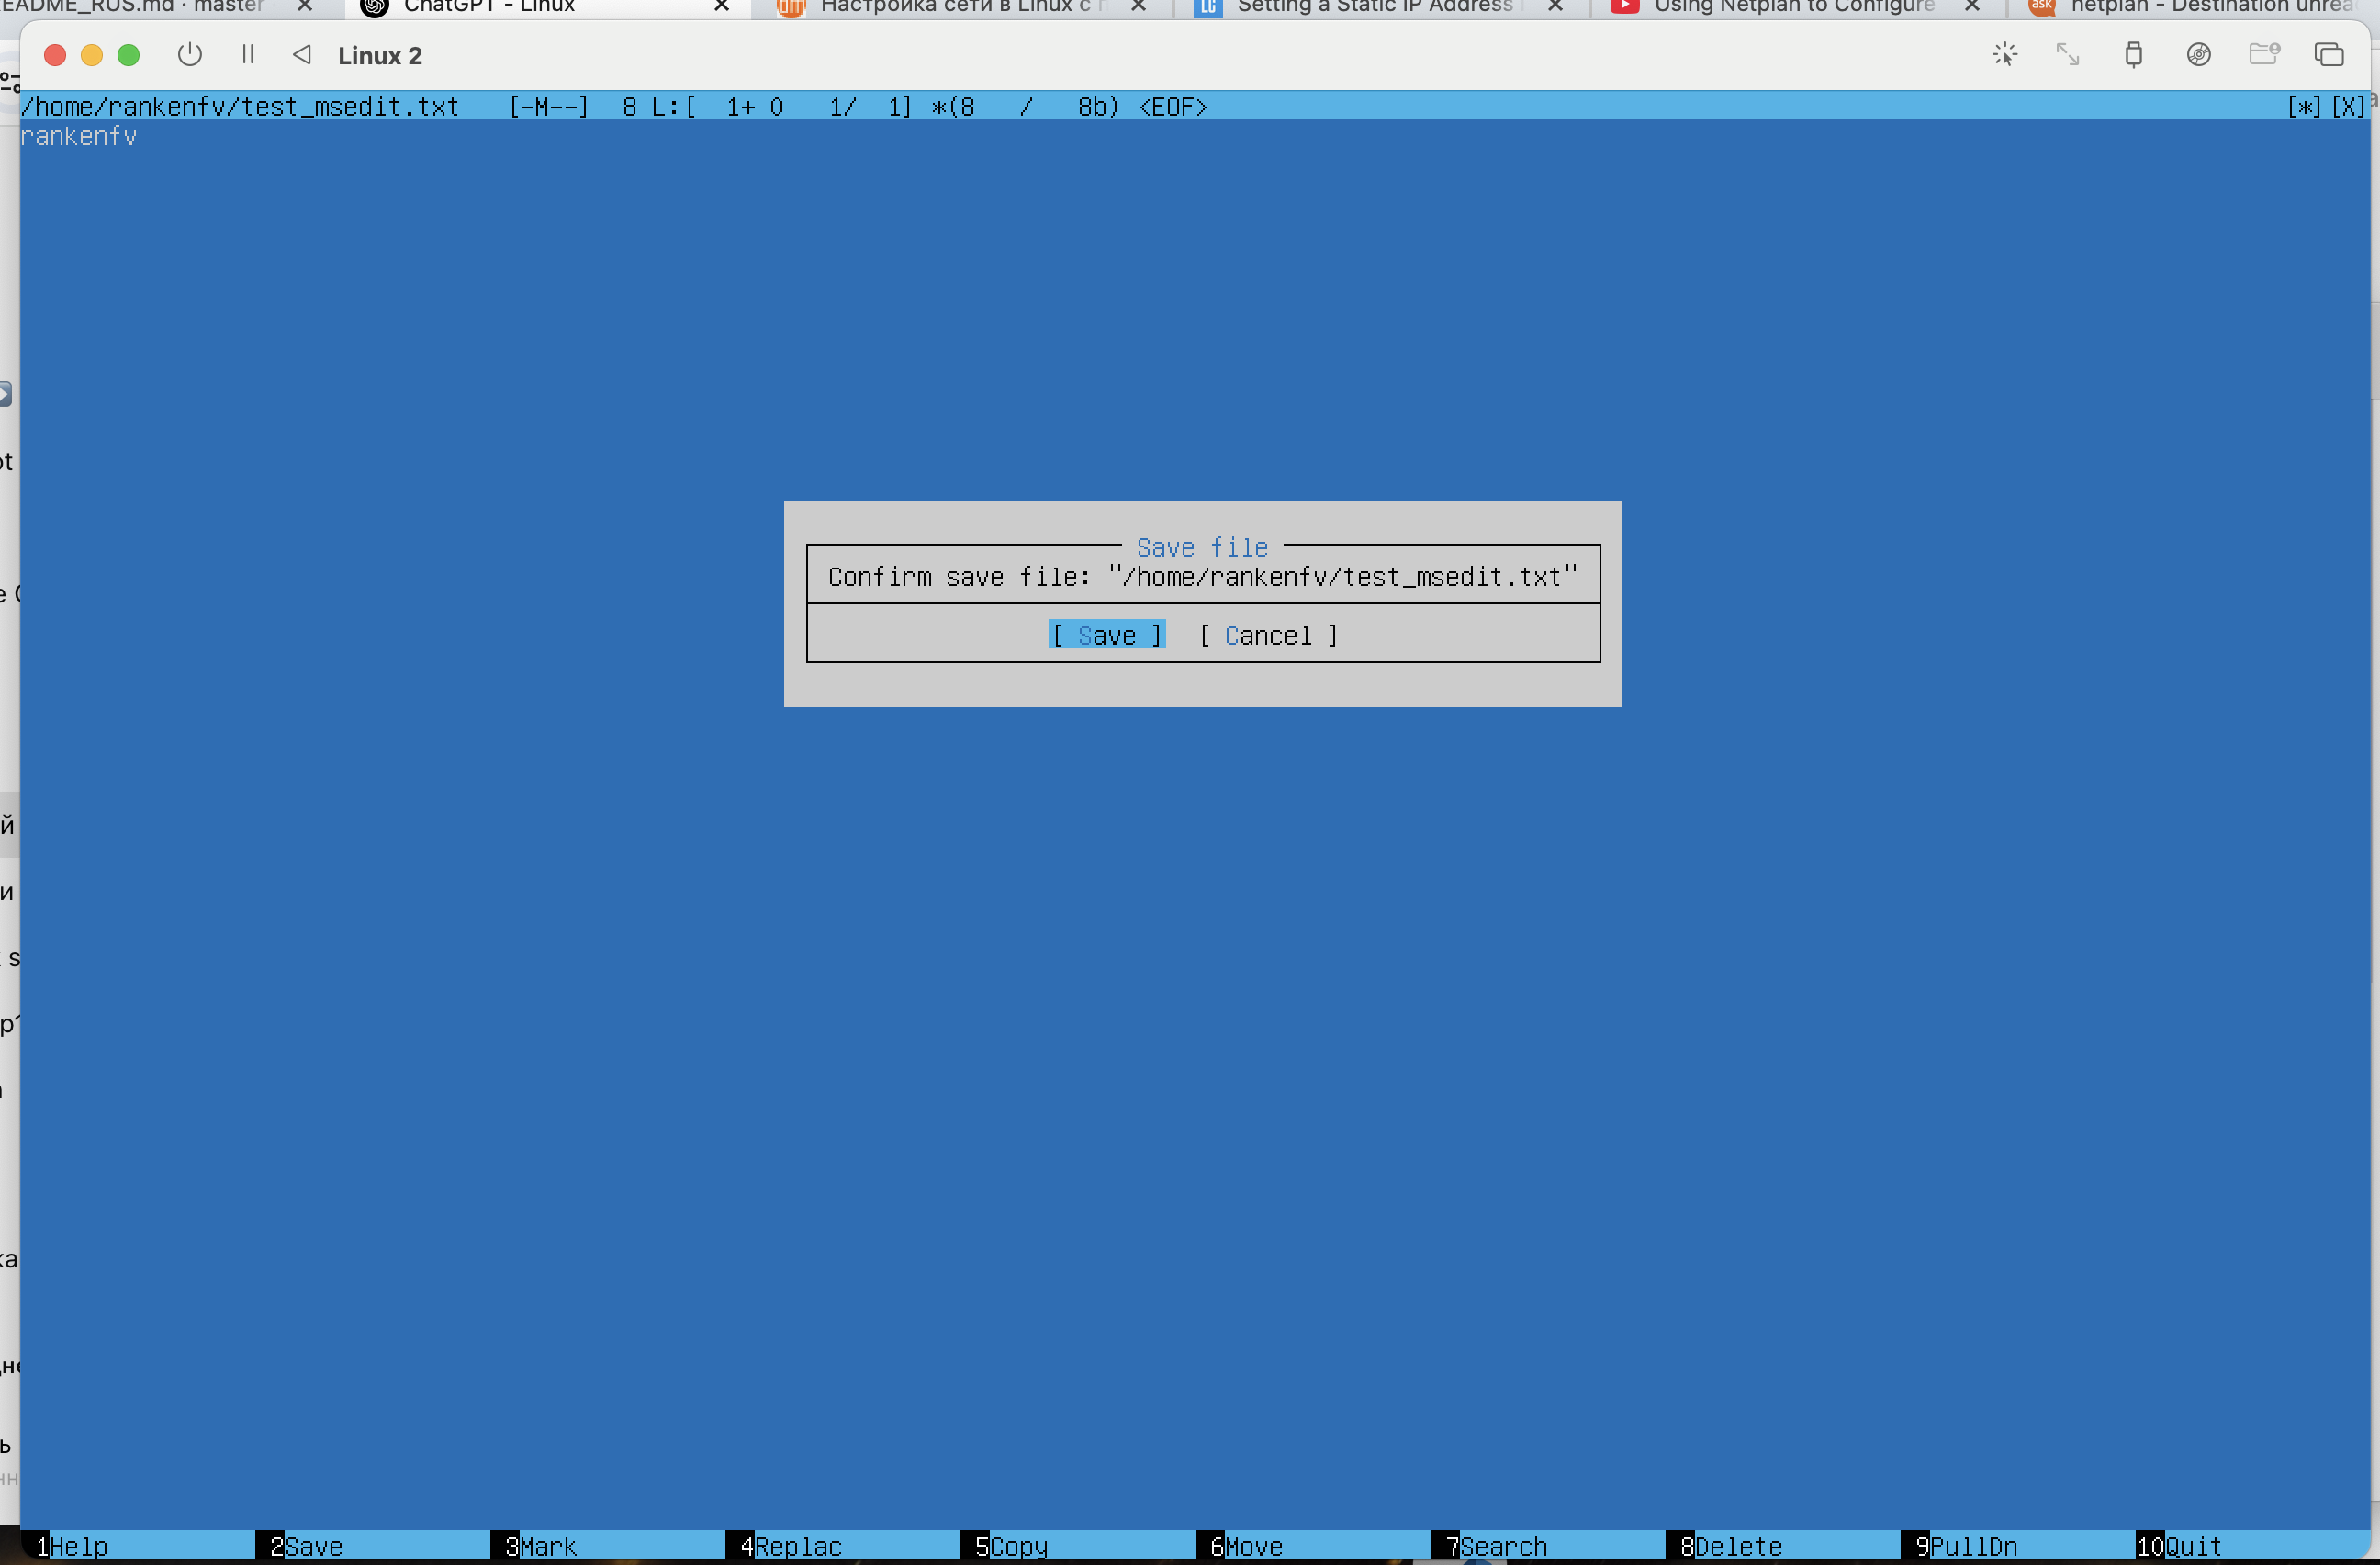 EADME_RUS.md · master
ChatGPT - Linux
Настройка сети в Linux с
Setting a Static IP Address
Using Netplan to Configure
ask
netplan - Destination unrea
Linux 2
/home/rankenfv/test_msedit.txt [-M--] 8 L:[ 1+ 0 1/ 1] *(8 / 8b) <EOF> [*][X]
rankenfv
Save file
Confirm save file: "/home/rankenfv/test_msedit.txt"
[ Save ] [ Cancel ]
1Help 2Save 3Mark 4Replac 5Copy 6Move 7Search 8Delete 9PullDn 10Quit